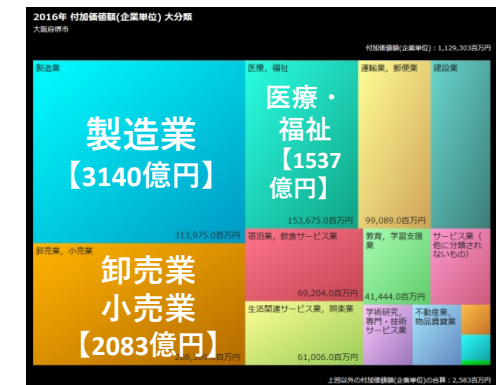 2016年 付加価値額(企業単位) 大分類
大阪府堺市
付加価値額(企業単位)：1,129,303百万円
製造業
製造業
【3140億円】
313,975.0百万円
医療，福祉
医療・
福祉
【1537
億円】
153,675.0百万円
運輸業，郵便業
99,089.0百万円
建設業
卸売業，小売業
卸売業
小売業
【2083億円】
百万円
宿泊業，飲食サービス業
69,204.0百万円
教育，学習支援
業
41,444.0百万円
サービス業（
他に分類され
ないもの）
生活関連サービス業，娯楽業
61,006.0百万円
学術研究，
専門・技術
サービス業
不動産業，
物品賃貸業
上図以外の付加価値額(企業単位)の合算：2,583百万円